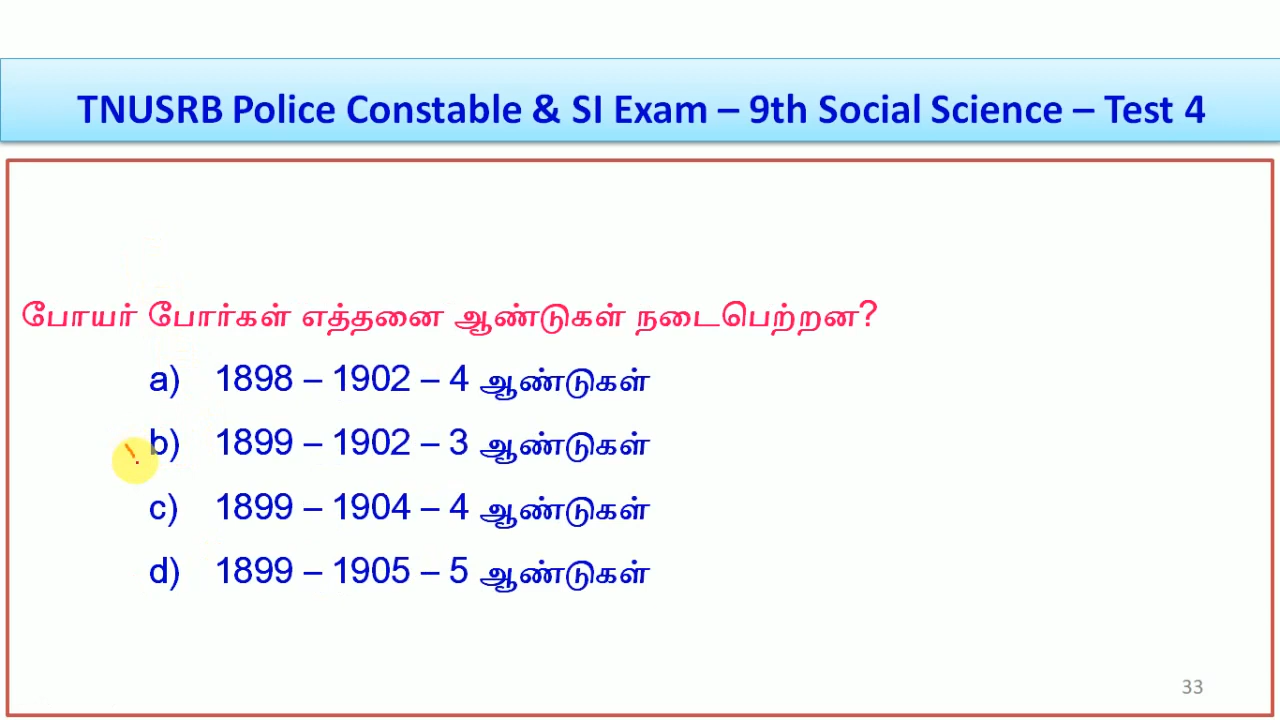 TNUSRB Police Constable & SI Exam – 9th Social Science – Test 4
போயர் போர்கள் எத்தனை ஆண்டுகள் நடைபெற்றன?
a) 1898 – 1902 – 4 ஆண்டுகள்
b) 1899 – 1902 – 3 ஆண்டுகள்
c) 1899 – 1904 – 4 ஆண்டுகள்
d) 1899 – 1905 – 5 ஆண்டுகள்
33